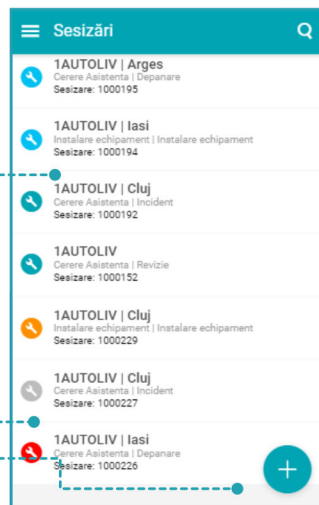 Sesizări
1AUTOLIV | Arges
Cerere Asistenta | Depanare
Sesizare: 1000195
1AUTOLIV | Iasi
Instalare echipament | Instalare echipament
Sesizare: 1000194
1AUTOLIV | Cluj
Cerere Asistenta | Incident
Sesizare: 1000192
1AUTOLIV
Cerere Asistenta | Revizie
Sesizare: 1000152
1AUTOLIV | Cluj
Instalare echipament | Instalare echipament
Sesizare: 1000229
1AUTOLIV | Cluj
Cerere Asistenta | Incident
Sesizare: 1000227
1AUTOLIV | Iasi
Cerere Asistenta | Depanare
Sesizare: 1000226